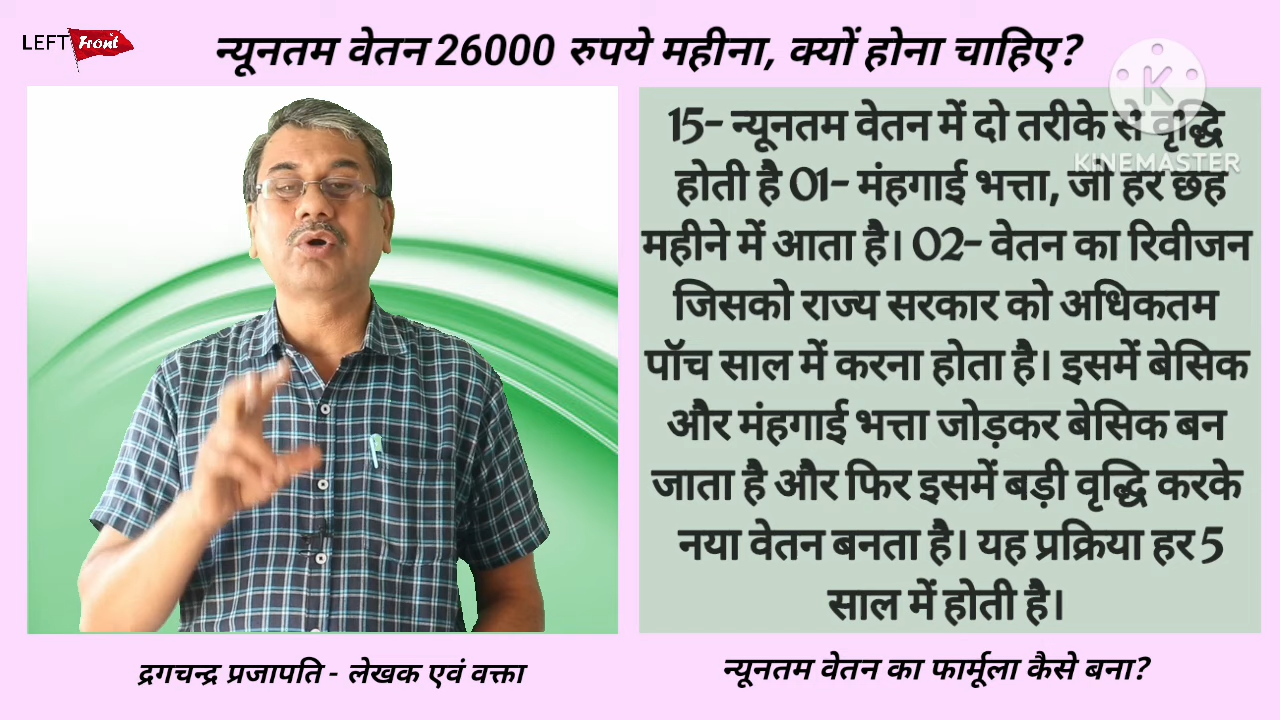 LEFT Front
न्यूनतम वेतन 26000 रुपये महीना, क्यों होना चाहिए?
15- न्यूनतम वेतन में दो तरीके से वृद्धि
होती है 01- मंहगाई भत्ता, जो हर छह
महीने में आता है। 02- वेतन का रिवीजन
जिसको राज्य सरकार को अधिकतम
पॉच साल में करना होता है। इसमें बेसिक
और मंहगाई भत्ता जोड़कर बेसिक बन
जाता है और फिर इसमें बड़ी वृद्धि करके
नया वेतन बनता है। यह प्रक्रिया हर 5
साल में होती है।
K
KINEMASTER
द्रगचन्द्र प्रजापति - लेखक एवं वक्ता
न्यूनतम वेतन का फार्मूला कैसे बना?